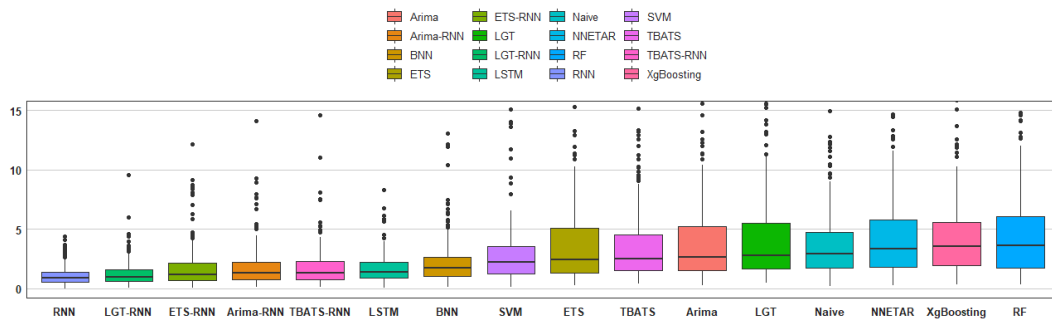 Arima ETS-RNN Naive SVM
Arima-RNN LGT NNETAR TBATS
BNN LGT-RNN RF TBATS-RNN
ETS LSTM RNN XgBoosting
15
10
5
0
RNN LGT-RNN ETS-RNN Arima-RNN TBATS-RNN LSTM BNN SVM ETS TBATS Arima LGT Naive NNETAR XgBoosting RF